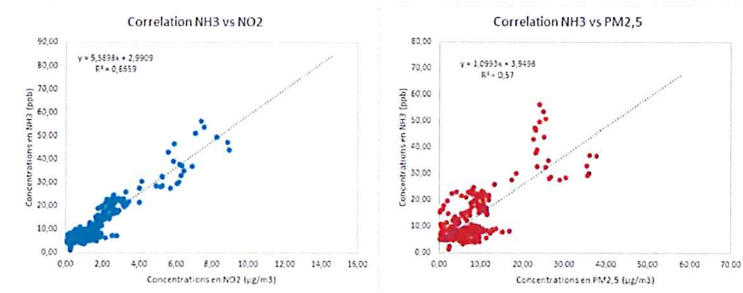 Correlation NH3 vs NO2
90,00
80,00
70,00
60,00
50,00
40,00
30,00
20,00
10,00
0,00
Concentrations en NH3 (ppb)
y = 5,5898x + 2,9909
R² = 0,6659
0,00 2,00 4,00 6,00 8,00 10,00 12,00 14,00 16,00
Concentrations en NO2 (µg/m3)
Correlation NH3 vs PM2,5
80,00
70,00
60,00
50,00
40,00
30,00
20,00
10,00
0,00
Concentrations en NH3 (ppb)
y = 1,0993x + 3,9498
R² = 0,57
0,00 10,00 20,00 30,00 40,00 50,00 60,00 70,00
Concentrations en PM2,5 (µg/m3)